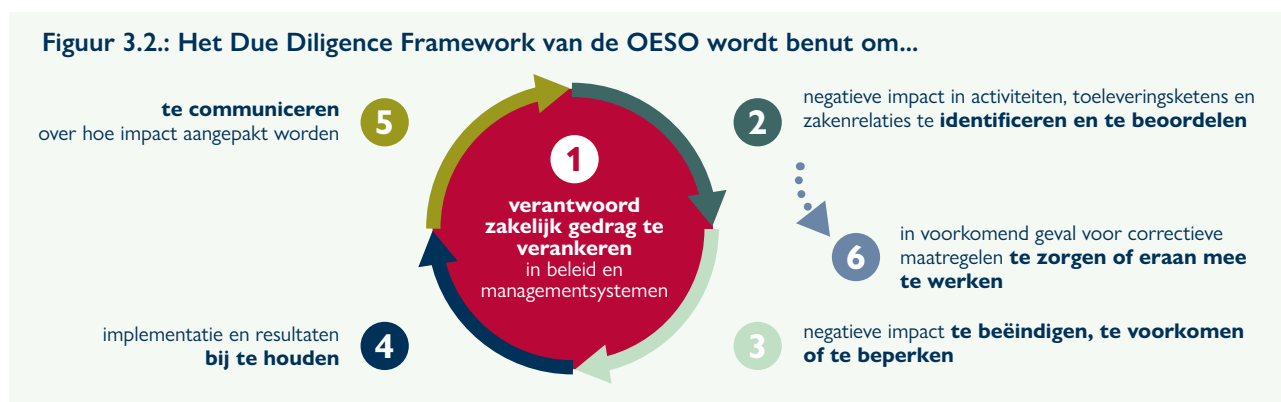 Figuur 3.2.: Het Due Diligence Framework van de OESO wordt benut om...
1
verantwoord
zakelijk gedrag te
verankeren
in beleid en
managementsystemen
2
negatieve impact in activiteiten, toeleveringsketens en
zakenrelaties te identificeren en te beoordelen
6
in voorkomend geval voor correctieve
maatregelen te zorgen of eraan mee
te werken
3
negatieve impact te beëindigen, te voorkomen
of te beperken
4
implementatie en resultaten
bij te houden
5
te communiceren
over hoe impact aangepakt worden